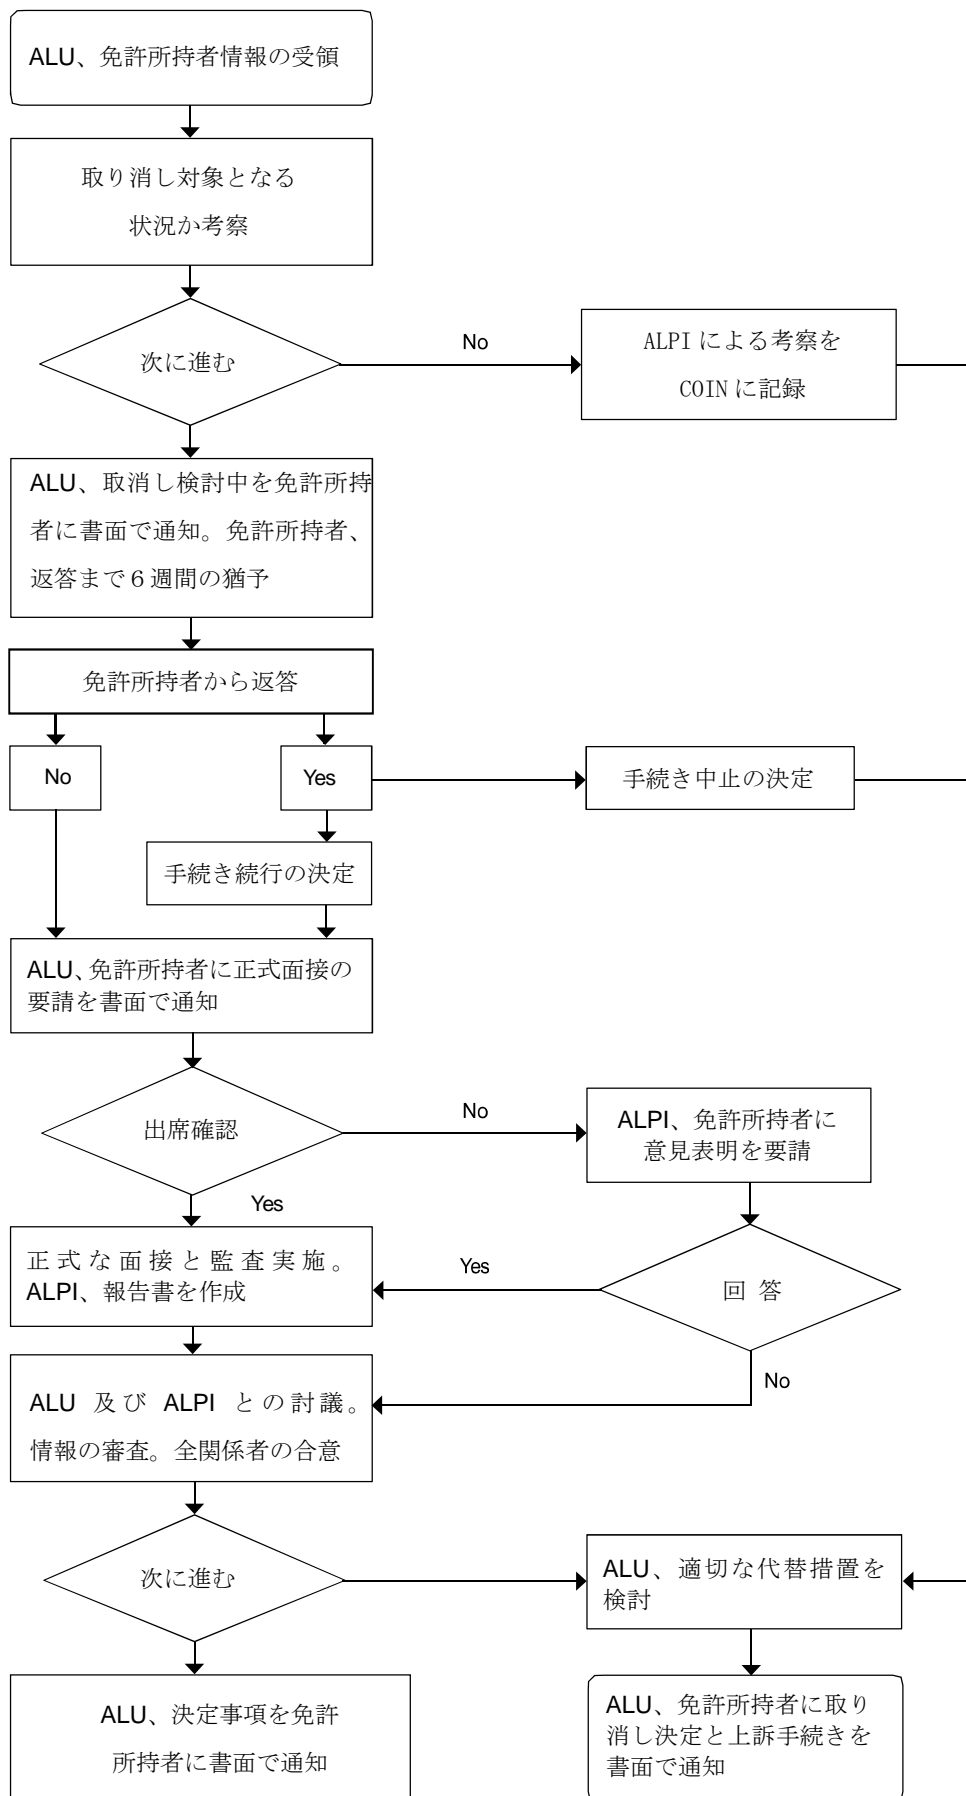 ALU、免許所持者情報の受領
取り消し対象となる
状況か考察
次に進む
No
ALPI による考察を
COIN に記録
ALU、取消し検討中を免許所持
者に書面で通知。免許所持者、
返答まで６週間の猶予
免許所持者から返答
No
Yes
手続き中止の決定
手続き続行の決定
ALU、免許所持者に正式面接の
要請を書面で通知
出席確認
No
ALPI、免許所持者に
意見表明を要請
Yes
正式な面接と監査実施。
ALPI、報告書を作成
Yes
回 答
No
ALU 及び ALPI との討議。
情報の審査。全関係者の合意
次に進む
ALU、適切な代替措置を
検討
ALU、決定事項を免許
所持者に書面で通知
ALU、免許所持者に取り
消し決定と上訴手続きを
書面で通知